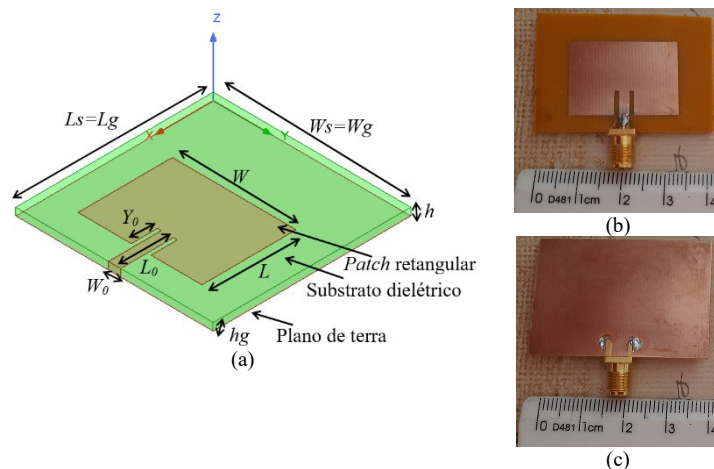 Z
X
Y
Ls=Lg
Ws=Wg
W
h
Y0
L0
W0
L
Patch retangular
Substrato dielétrico
Plano de terra
hg
(a)
0 D481 1cm 2 3 4
(b)
0 D481 1cm 2 3 4
(c)